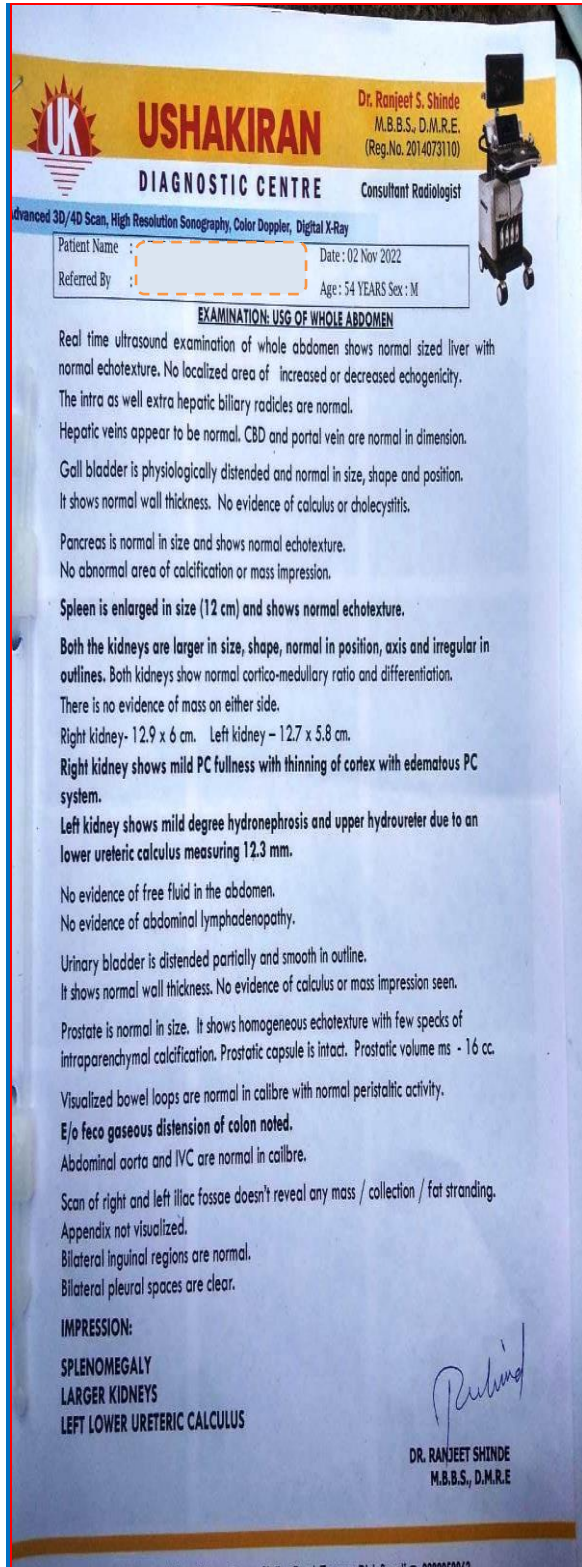 UK
USHAKIRAN
DIAGNOSTIC CENTRE
Dr. Ranjeet S. Shinde
M.B.B.S., D.M.R.E.
(Reg.No. 2014073110)
Consultant Radiologist
Advanced 3D/4D Scan, High Resolution Sonography, Color Doppler, Digital X-Ray
Patient Name :
Date : 02 Nov 2022
Referred By :
Age : 54 YEARS Sex : M
EXAMINATION: USG OF WHOLE ABDOMEN
Real time ultrasound examination of whole abdomen shows normal sized liver with
normal echotexture. No localized area of increased or decreased echogenicity.
The intra as well extra hepatic biliary radicles are normal.
Hepatic veins appear to be normal. CBD and portal vein are normal in dimension.
Gall bladder is physiologically distended and normal in size, shape and position.
It shows normal wall thickness. No evidence of calculus or cholecystitis.
Pancreas is normal in size and shows normal echotexture.
No abnormal area of calcification or mass impression.
Spleen is enlarged in size (12 cm) and shows normal echotexture.
Both the kidneys are larger in size, shape, normal in position, axis and irregular in
outlines. Both kidneys show normal cortico-medullary ratio and differentiation.
There is no evidence of mass on either side.
Right kidney- 12.9 x 6 cm. Left kidney – 12.7 x 5.8 cm.
Right kidney shows mild PC fullness with thinning of cortex with edematous PC
system.
Left kidney shows mild degree hydronephrosis and upper hydroureter due to an
lower ureteric calculus measuring 12.3 mm.
No evidence of free fluid in the abdomen.
No evidence of abdominal lymphadenopathy.
Urinary bladder is distended partially and smooth in outline.
It shows normal wall thickness. No evidence of calculus or mass impression seen.
Prostate is normal in size. It shows homogeneous echotexture with few specks of
intraparenchymal calcification. Prostatic capsule is intact. Prostatic volume ms - 16 cc.
Visualized bowel loops are normal in calibre with normal peristaltic activity.
E/o feco gaseous distension of colon noted.
Abdominal aorta and IVC are normal in cailbre.
Scan of right and left iliac fossae doesn't reveal any mass / collection / fat stranding.
Appendix not visualized.
Bilateral inguinal regions are normal.
Bilateral pleural spaces are clear.
IMPRESSION:
SPLENOMEGALY
LARGER KIDNEYS
LEFT LOWER URETERIC CALCULUS
DR. RANJEET SHINDE
M.B.B.S., D.M.R.E